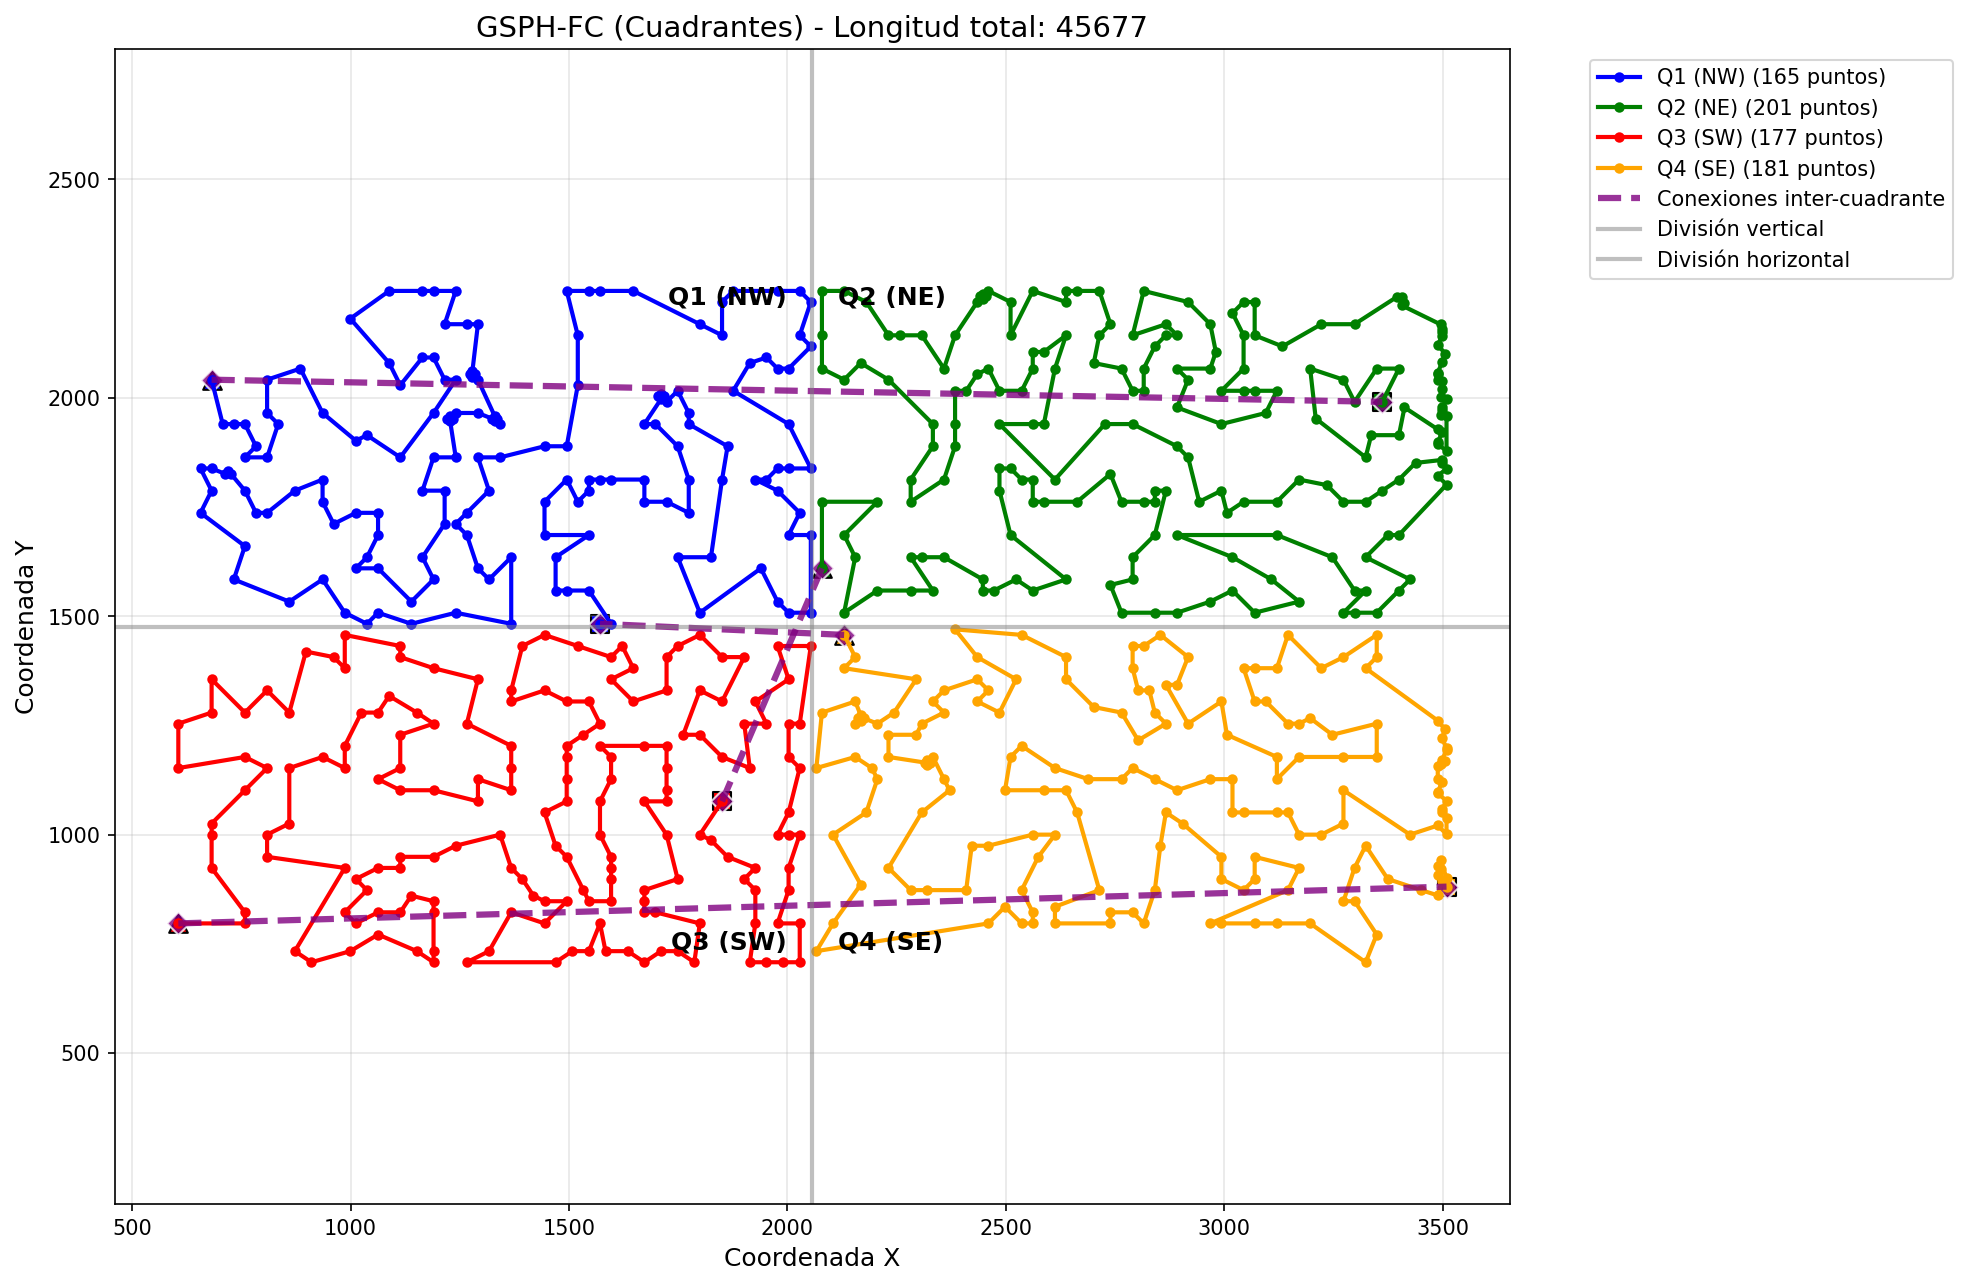 GSPH-FC (Cuadrantes) - Longitud total: 45677
Q1 (NW) (165 puntos)
Q2 (NE) (201 puntos)
Q3 (SW) (177 puntos)
Q4 (SE) (181 puntos)
Conexiones inter-cuadrante
División vertical
División horizontal
Coordenada Y
2500
2000
1500
1000
500
Q1 (NW)
Q2 (NE)
Q3 (SW)
Q4 (SE)
500
1000
1500
2000
2500
3000
3500
Coordenada X